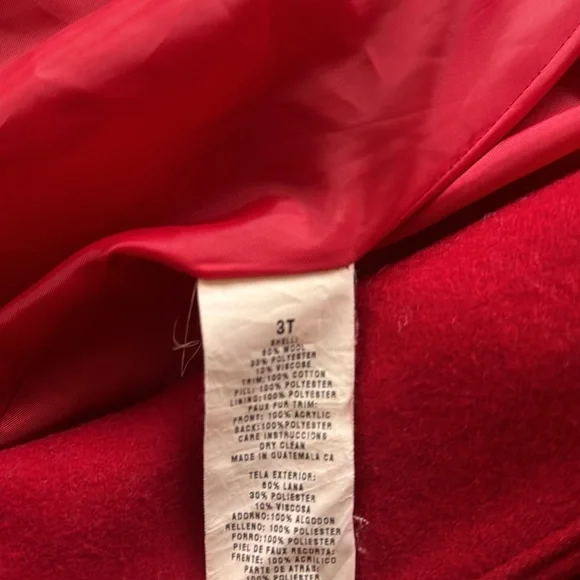 3T
SHELL:
60% WOOL
30% POLYESTER
10% VISCOSE
TRIM: 100% COTTON
FILL: 100% POLYESTER
LINING: 100% POLYESTER
FAUX FUR TRIM:
FRONT: 100% ACRYLIC
BACK: 100% POLYESTER
CARE INSTRUCCIONS
DRY CLEAN
MADE IN GUATEMALA CA
TELA EXTERIOR:
60% LANA
30% POLIESTER
10% VISCOSA
ADORNO: 100% ALGODON
RELLENO: 100% POLIESTER
FORRO: 100% POLIESTER
PIEL DE FAUX RECORTA:
FRENTE: 100% ACRILICO
PARTE DE ATRAS:
100% POLIESTER